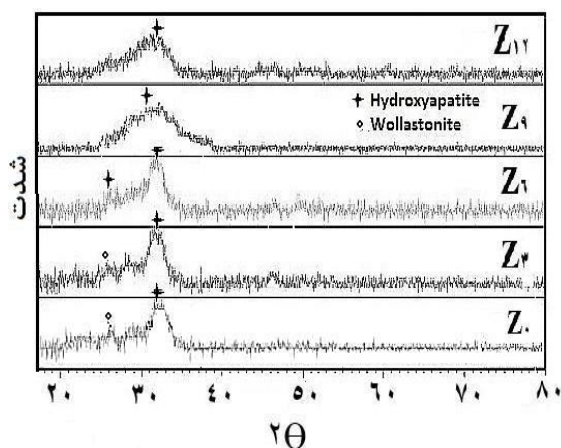 Z۱۲
+ Hydroxyapatite
◦ Wollastonite
Z۹
Z۶
Z۳
Z۰
شدت
۲۰ ۳۰ ۴۰ ۵۰ ۶۰ ۷۰ ۸۰
۲θ